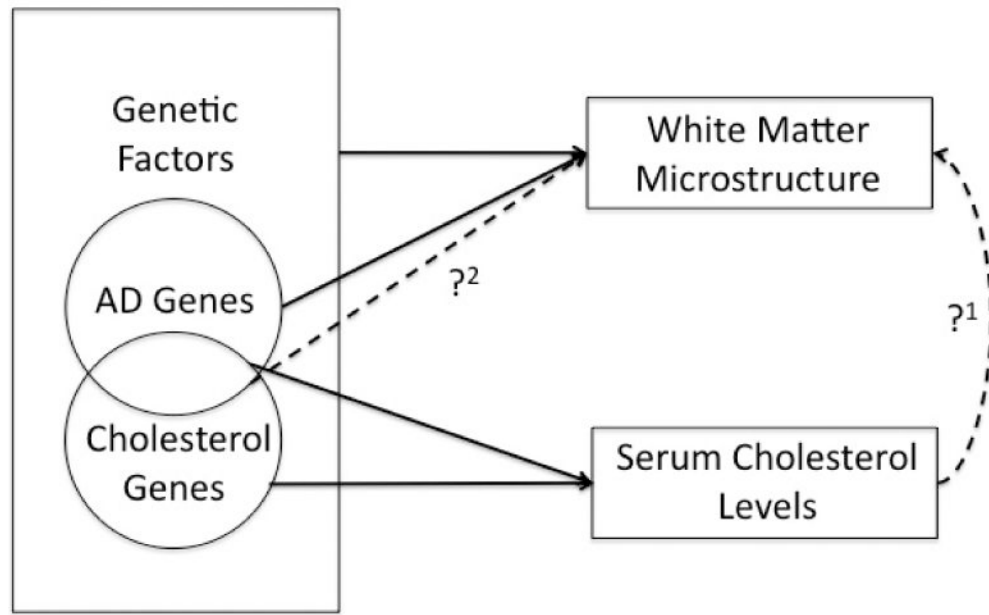 Genetic
Factors
AD Genes
Cholesterol
Genes
White Matter
Microstructure
?²
?¹
Serum Cholesterol
Levels